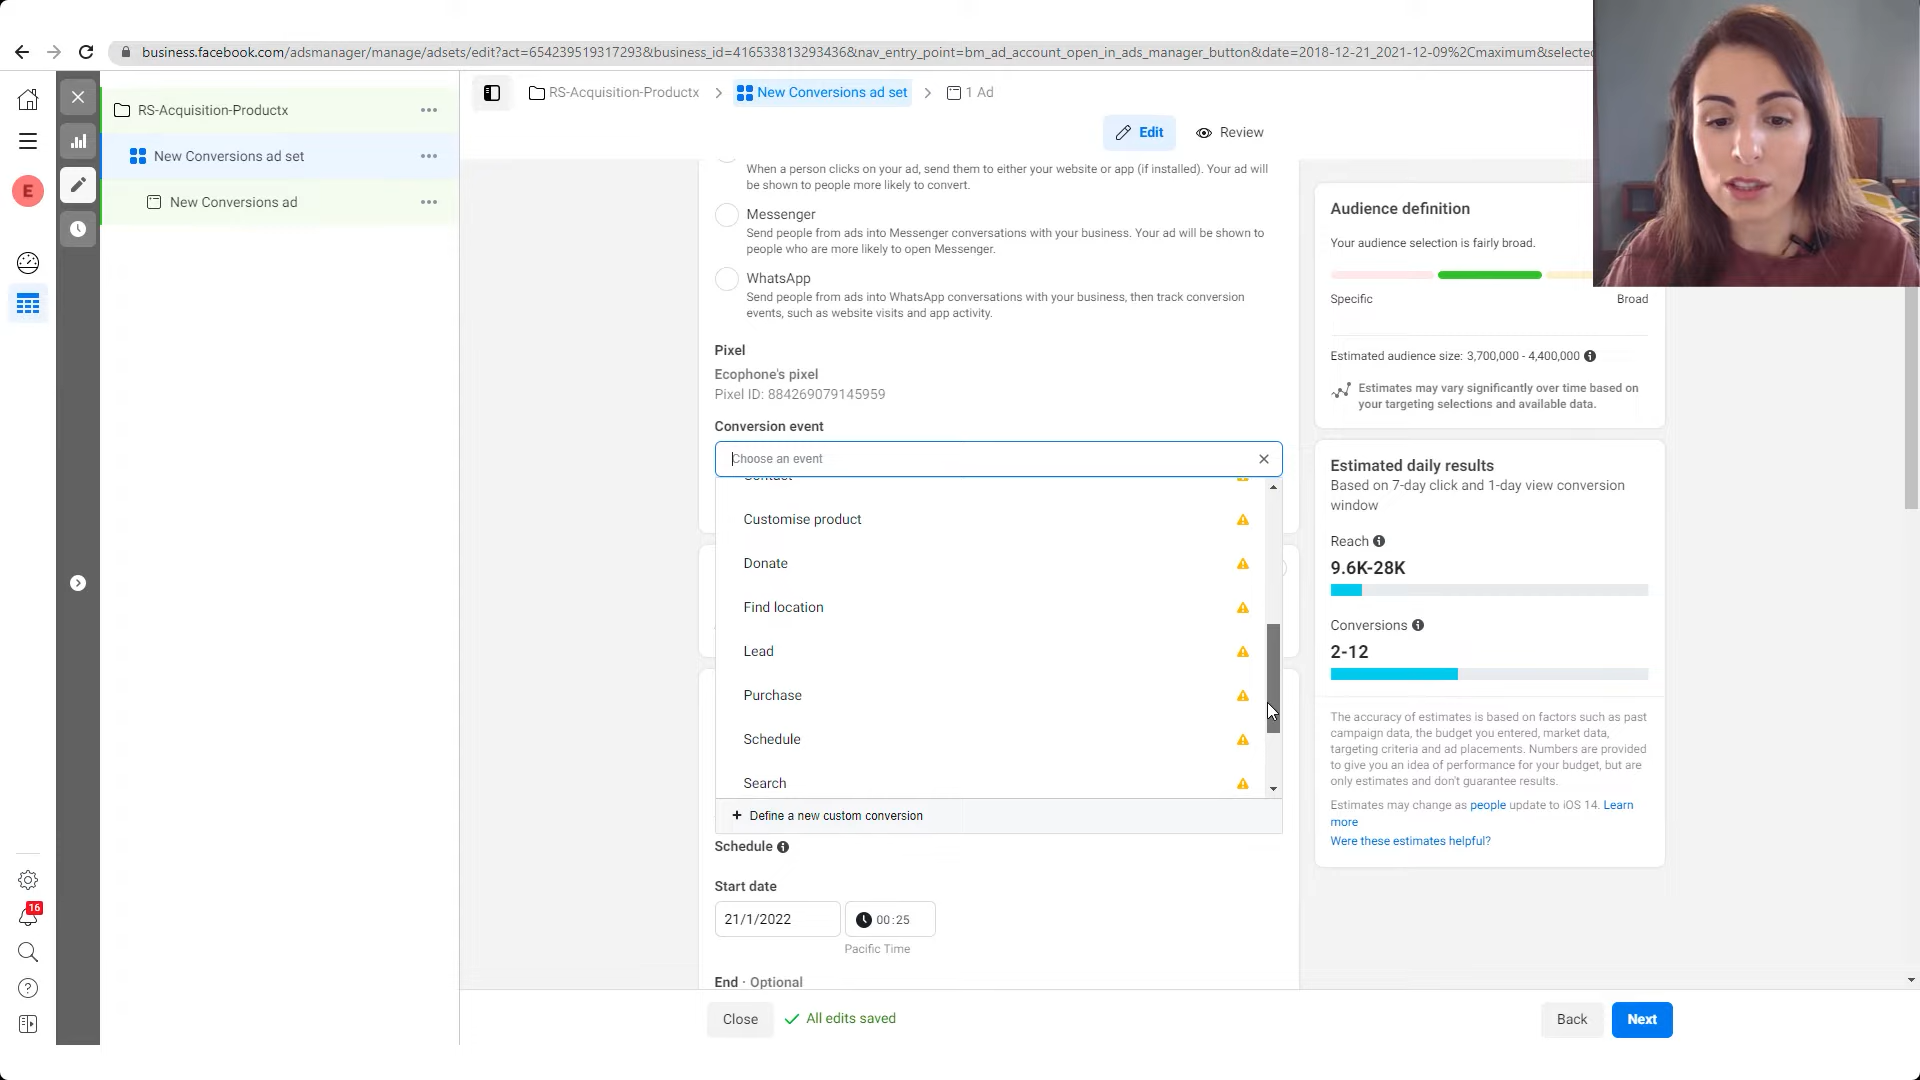 business.facebook.com/adsmanager/manage/adsets/edit?act=654239519317293&business_id=416533813293436&nav_entry_point=bm_ad_account_open_in_ads_manager_button&date=2018-12-21_2021-12-09%2Cmaximum&selecte
RS-Acquisition-Productx
New Conversions ad set
New Conversions ad
E
16
RS-Acquisition-Productx > New Conversions ad set > 1 Ad
Edit
Review
When a person clicks on your ad, send them to either your website or app (if installed). Your ad will
be shown to people more likely to convert.
Messenger
Send people from ads into Messenger conversations with your business. Your ad will be shown to
people who are more likely to open Messenger.
WhatsApp
Send people from ads into WhatsApp conversations with your business, then track conversion
events, such as website visits and app activity.
Pixel
Ecophone's pixel
Pixel ID: 884269079145959
Conversion event
Choose an event
Contact
Customise product
Donate
Find location
Lead
Purchase
Schedule
Search
+ Define a new custom conversion
Schedule
Start date
21/1/2022
00:25
Pacific Time
End · Optional
Close
All edits saved
Back
Next
Audience definition
Your audience selection is fairly broad.
Specific
Broad
Estimated audience size: 3,700,000 - 4,400,000
Estimates may vary significantly over time based on
your targeting selections and available data.
Estimated daily results
Based on 7-day click and 1-day view conversion
window
Reach
9.6K-28K
Conversions
2-12
The accuracy of estimates is based on factors such as past
campaign data, the budget you entered, market data,
targeting criteria and ad placements. Numbers are provided
to give you an idea of performance for your budget, but are
only estimates and don't guarantee results.
Estimates may change as people update to iOS 14. Learn
more
Were these estimates helpful?